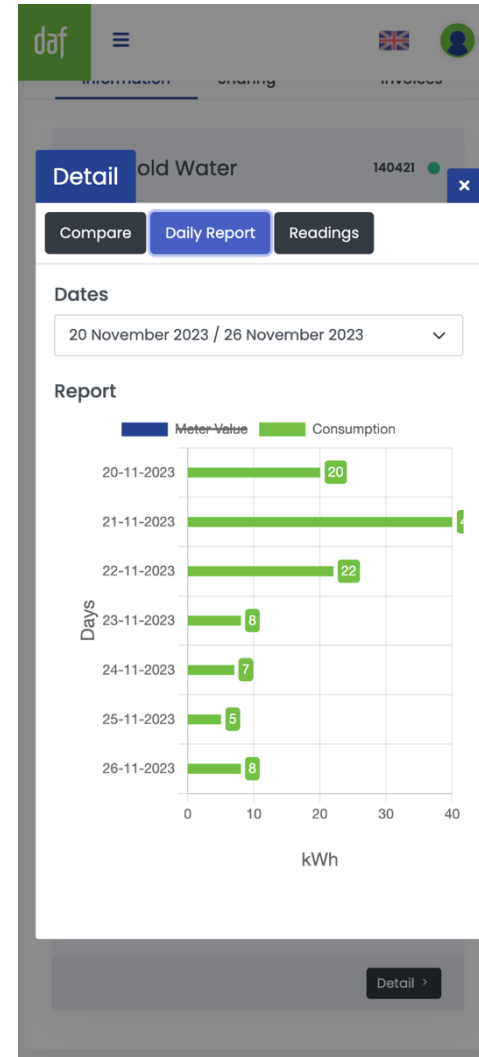 daf
Detail
old Water
140421
×
Compare
Daily Report
Readings
Dates
20 November 2023 / 26 November 2023
Report
Meter Value
Consumption
20-11-2023
20
21-11-2023
22-11-2023
22
23-11-2023
8
24-11-2023
7
25-11-2023
5
26-11-2023
8
Days
0 10 20 30 40
kWh
Detail ›